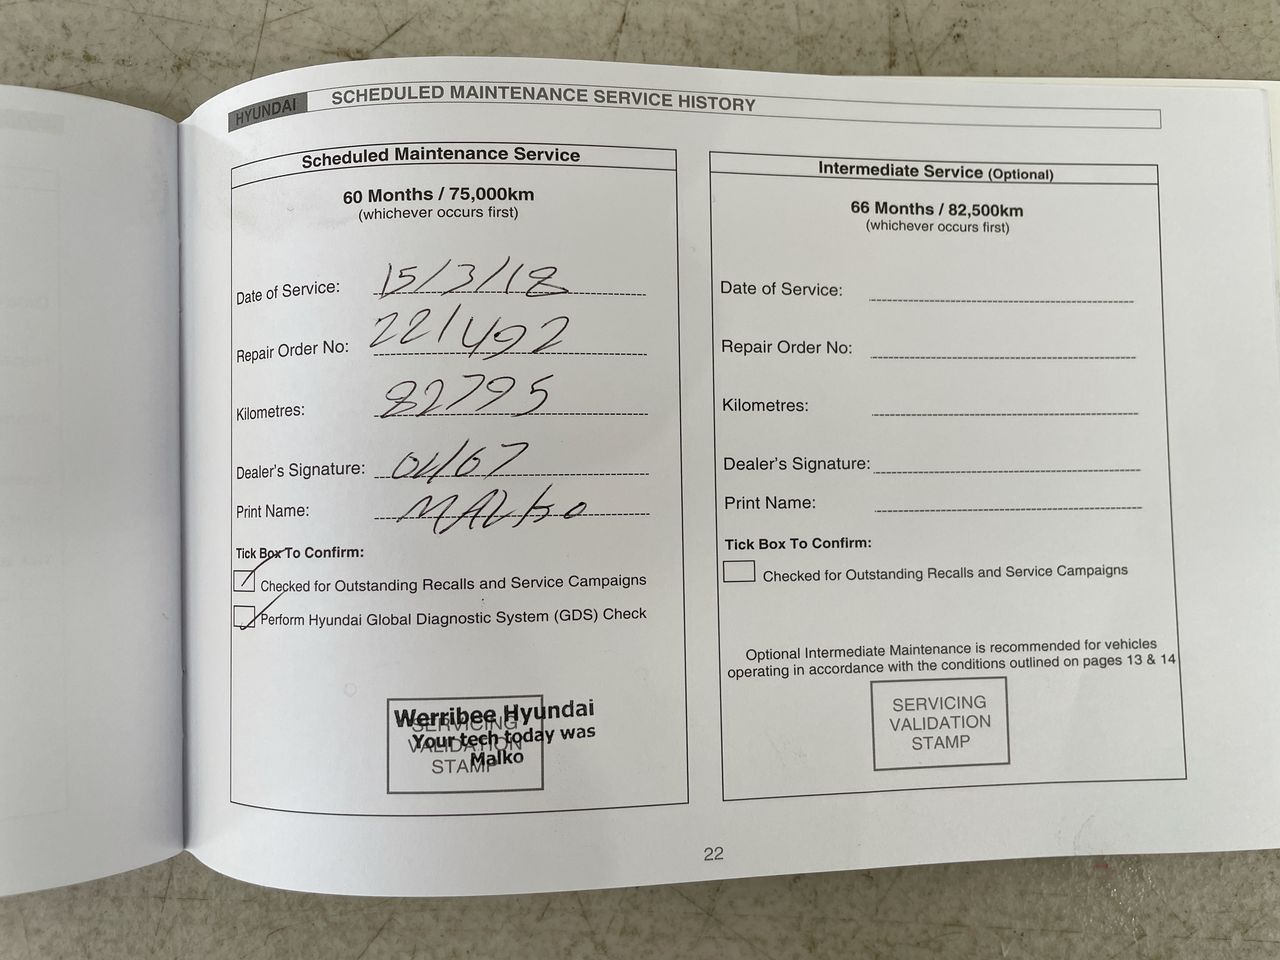 HYUNDAI SCHEDULED MAINTENANCE SERVICE HISTORY
Scheduled Maintenance Service
60 Months / 75,000km
(whichever occurs first)
Date of Service: 15/3/18
Repair Order No: 221492
Kilometres: 82795
Dealer's Signature: 04/67
Print Name: MALKO
Tick Box To Confirm:
Checked for Outstanding Recalls and Service Campaigns
Perform Hyundai Global Diagnostic System (GDS) Check
SERVICING
VALIDATION
STAMP
Werribee Hyundai
Your tech today was
Malko
Intermediate Service (Optional)
66 Months / 82,500km
(whichever occurs first)
Date of Service:
Repair Order No:
Kilometres:
Dealer's Signature:
Print Name:
Tick Box To Confirm:
Checked for Outstanding Recalls and Service Campaigns
Optional Intermediate Maintenance is recommended for vehicles
operating in accordance with the conditions outlined on pages 13 & 14
SERVICING
VALIDATION
STAMP
22